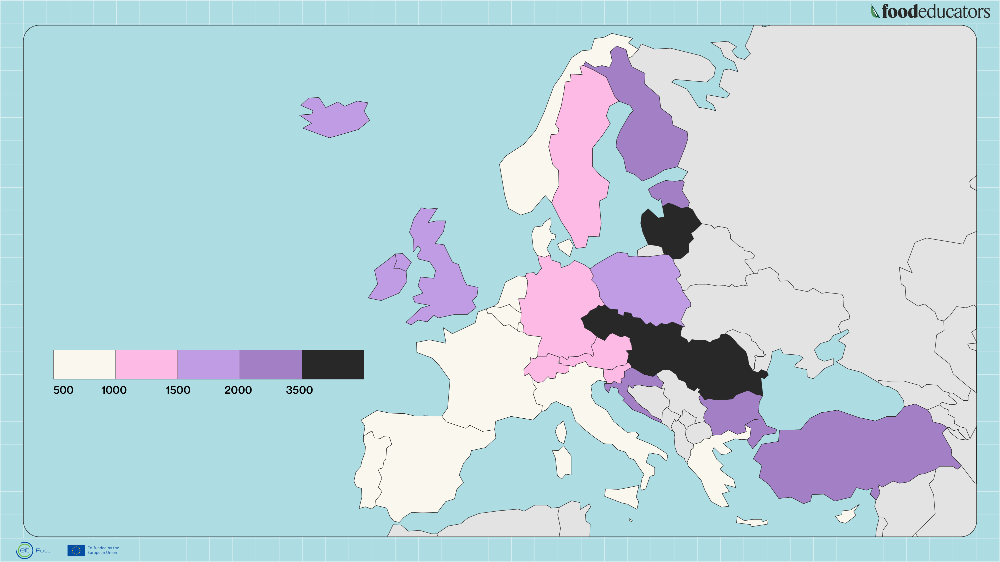 foodeducators
500 1000 1500 2000 3500
eit Food
Co-funded by the
European Union